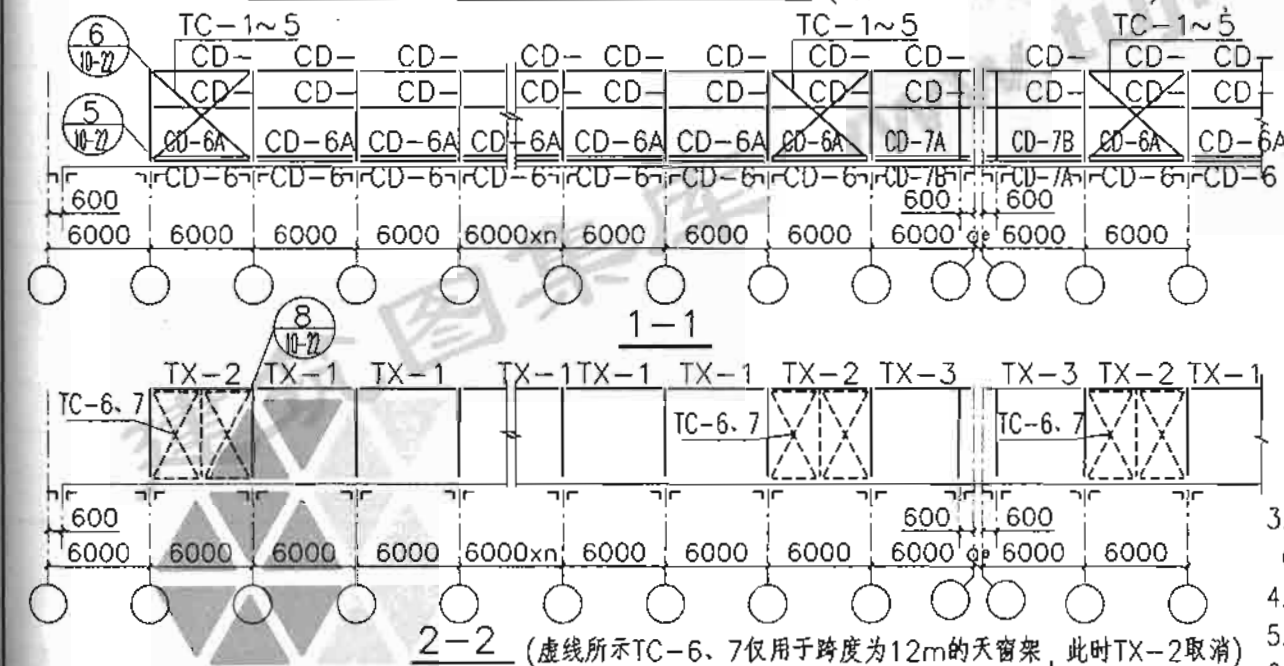 6
10-22
TC-1~5
TC-1~5
TC-1~5
CD- CD- CD- CD- CD- CD- CD- CD- CD- CD- CD-
CD- CD- CD- CD- CD- CD- CD- CD- CD- CD- CD-
5
10-22
CD-6A CD-6A CD-6A CD-6A CD-6A CD-6A CD-6A CD-7A CD-7B CD-6A CD-6A
CD-6 CD-6 CD-6 CD-6 CD-6 CD-6 CD-6 CD-7B CD-7A CD-6 CD-6
600 600 600
6000 6000 6000 6000 6000xn 6000 6000 6000 6000 ae 6000 6000
1-1
8
10-22
TX-2 TX-1 TX-1 TX-1 TX-1 TX-1 TX-2 TX-3 TX-3 TX-2 TX-1
TC-6、7 TC-6、7 TC-6、7
600 600 600
6000 6000 6000 6000 6000xn 6000 6000 6000 6000 ae 6000 6000
2-2 (虚线所示TC-6、7仅用于跨度为12m的天窗架，此时TX-2取消)
3
4.
5.
图集库